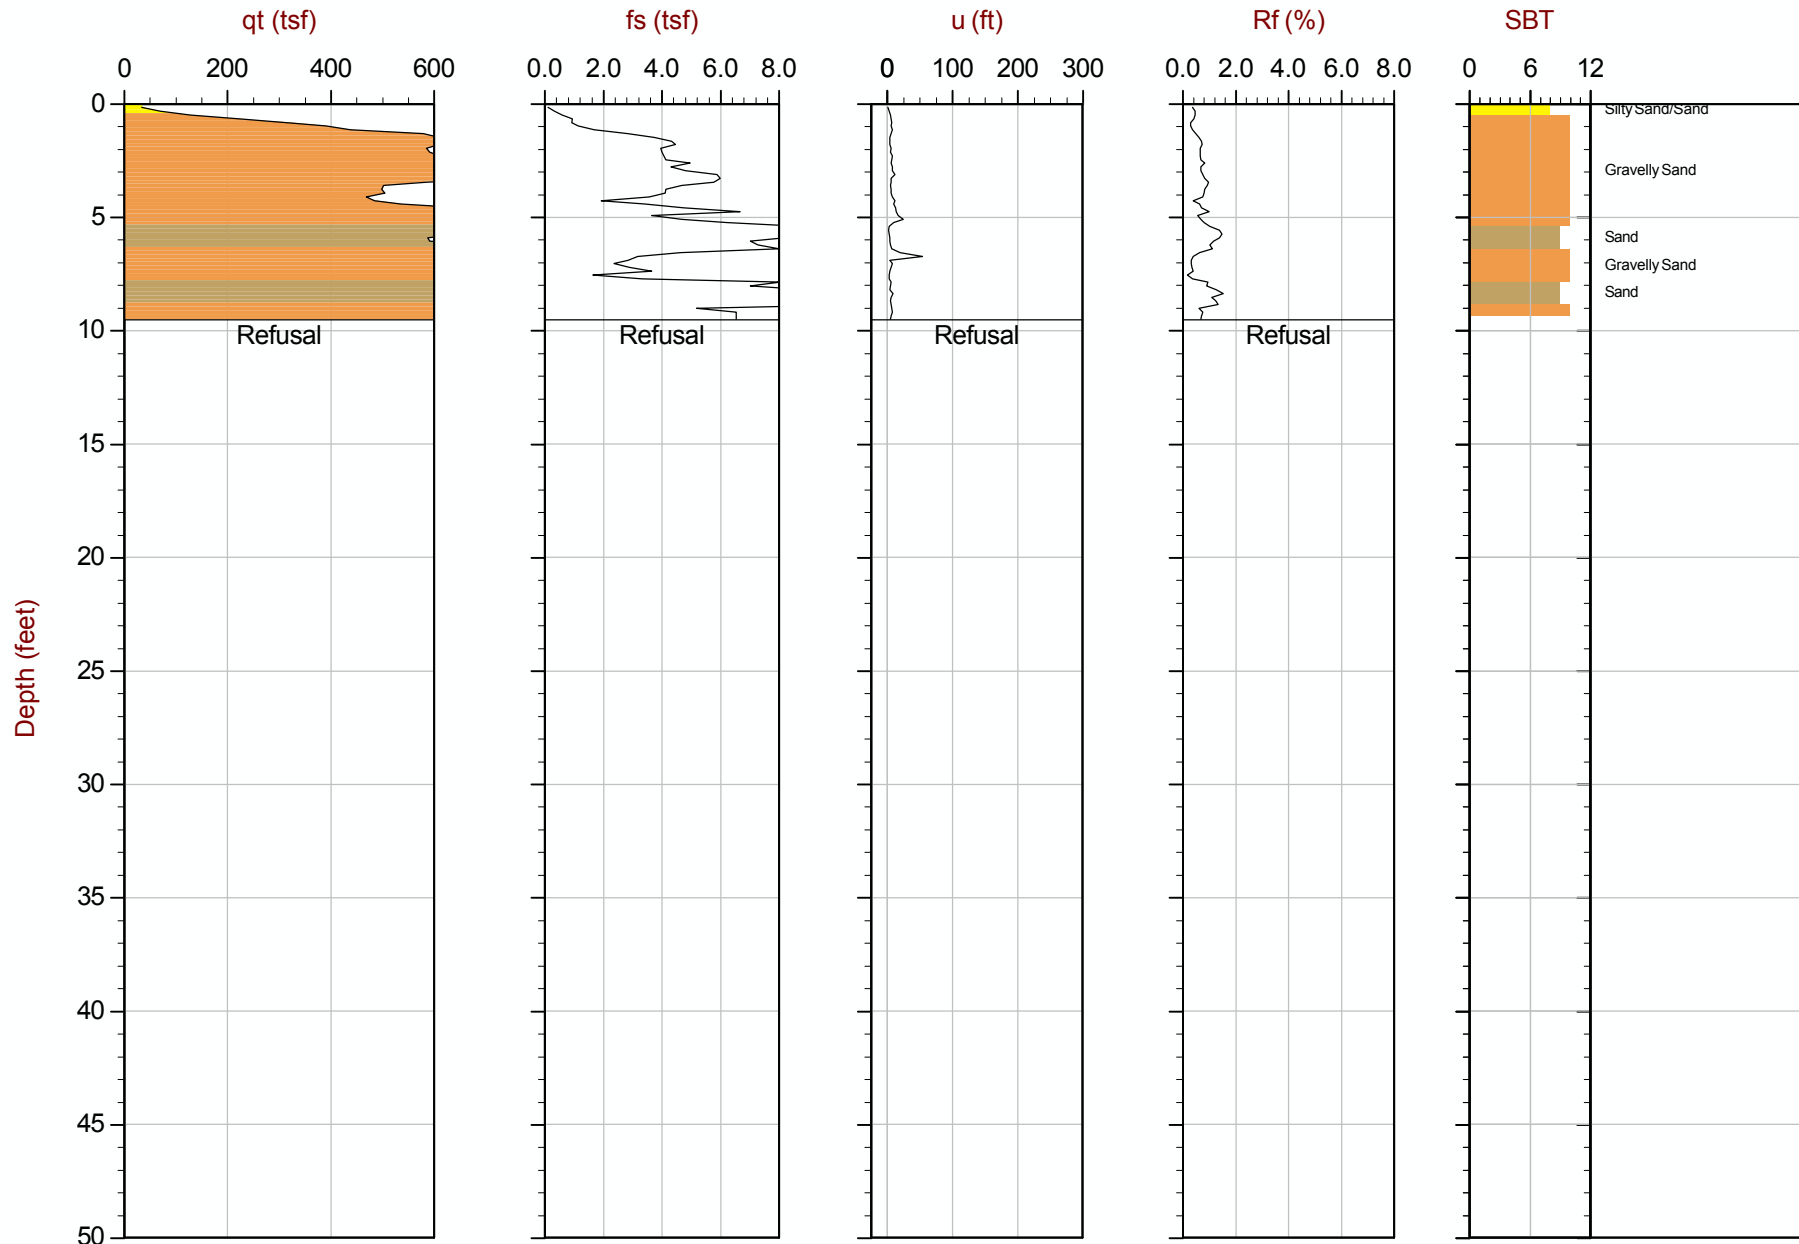 qt (tsf) fs (tsf) u (ft) Rf (%) SBT
0 200 400 600 0.0 2.0 4.0 6.0 8.0 0 100 200 300 0.0 2.0 4.0 6.0 8.0 0 6 12
0
Silty Sand/Sand
Gravelly Sand
5
Sand
Gravelly Sand
Sand
Refusal Refusal Refusal Refusal
10
15
20
25
Depth (feet)
30
35
40
45
50